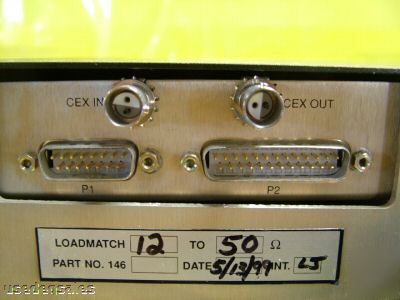 CEX IN CEX OUT
P1 P2
LOADMATCH 12 TO 50 Ω
PART NO. 146 DATE 5/13/99 INT. LJ
usedensa.es